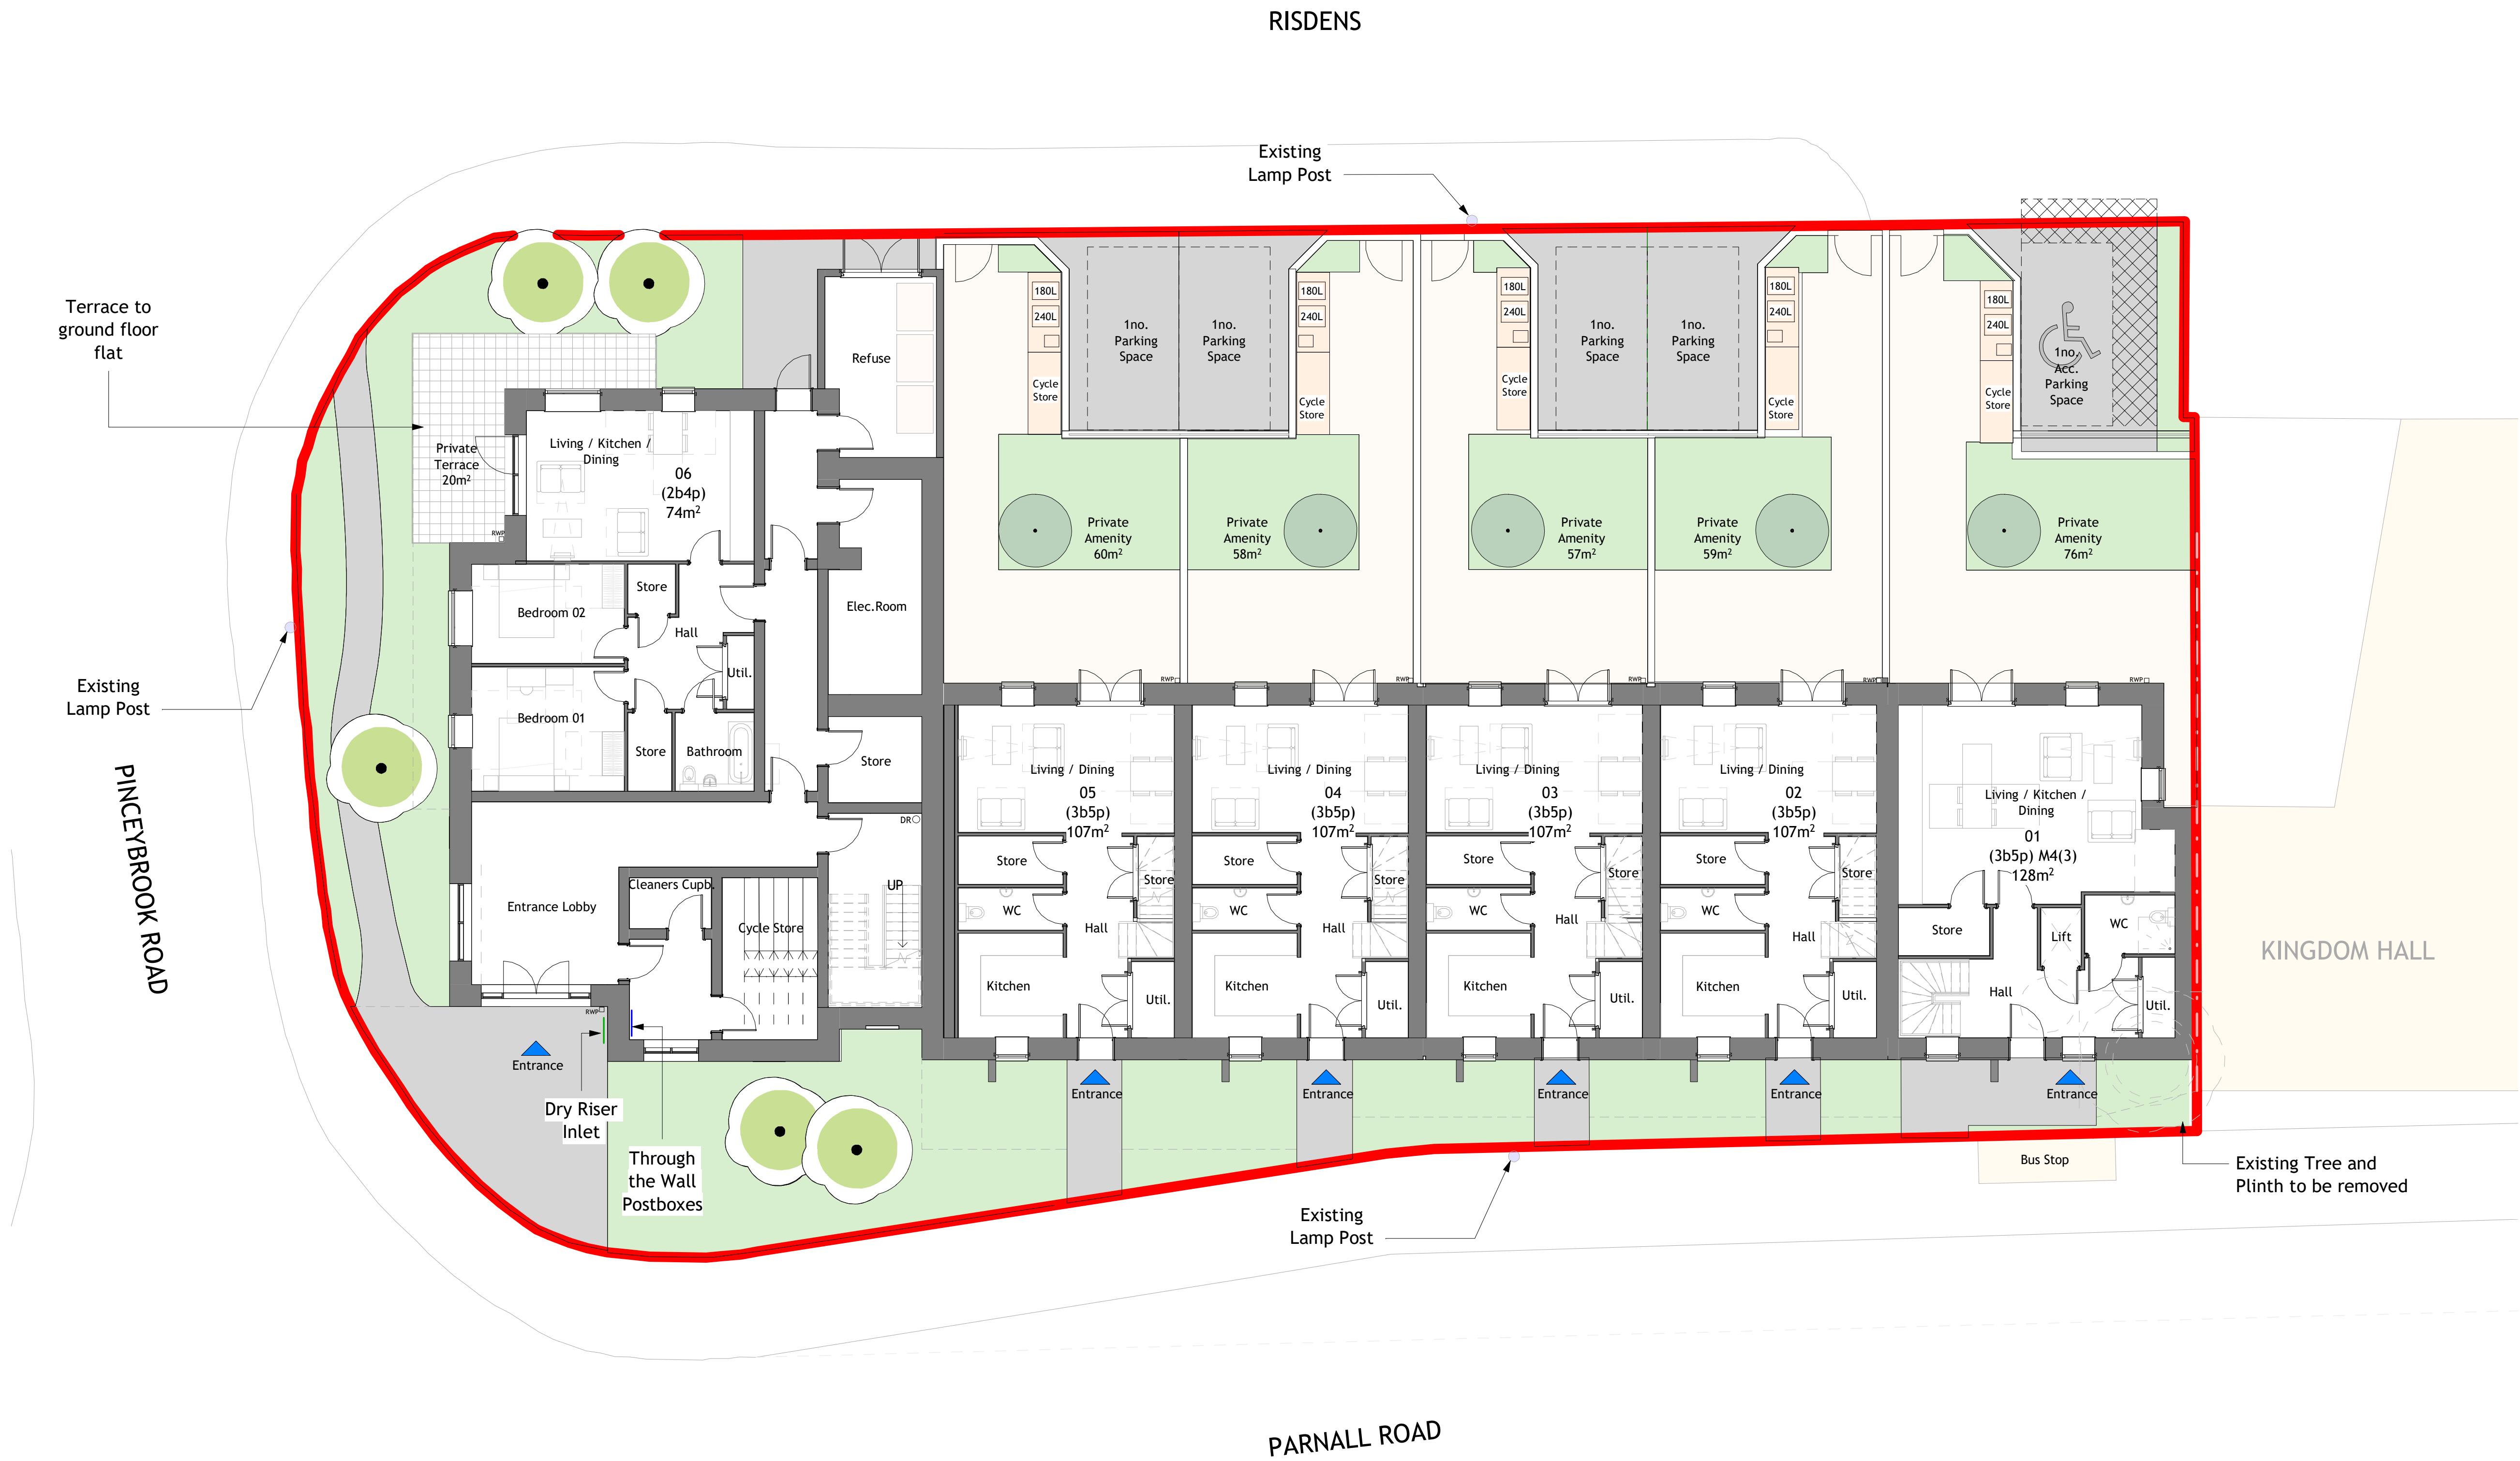 RISDENS
Existing
Lamp Post
Terrace to
ground floor
flat
Refuse
180L
240L
Cycle
Store
1no.
Parking
Space
1no.
Parking
Space
180L
240L
Cycle
Store
180L
240L
Cycle
Store
1no.
Parking
Space
1no.
Parking
Space
180L
240L
Cycle
Store
180L
240L
Cycle
Store
1no.
Acc.
Parking
Space
Private
Terrace
20m²
RWP
Living / Kitchen /
Dining
06
(2b4p)
74m²
Private
Amenity
60m²
Private
Amenity
58m²
Private
Amenity
57m²
Private
Amenity
59m²
Private
Amenity
76m²
Bedroom 02
Store
Hall
Elec.Room
Util.
Existing
Lamp Post
Bedroom 01
Store
Bathroom
Store
RWP
RWP
RWP
RWP
RWP
PINCEYBROOK ROAD
Living / Dining
05
(3b5p)
107m²
Living / Dining
04
(3b5p)
107m²
Living / Dining
03
(3b5p)
107m²
Living / Dining
02
(3b5p)
107m²
Living / Kitchen /
Dining
01
(3b5p) M4(3)
128m²
DR
UP
Entrance Lobby
Cleaners Cupb.
Cycle Store
Store
Store
WC
Hall
Kitchen
Util.
Store
Store
WC
Hall
Kitchen
Util.
Store
Store
WC
Hall
Kitchen
Util.
Store
Store
WC
Hall
Kitchen
Util.
Store
Lift
WC
Hall
Util.
KINGDOM HALL
RWP
Entrance
Entrance
Entrance
Entrance
Entrance
Entrance
Dry Riser
Inlet
Through
the Wall
Postboxes
Bus Stop
Existing Tree and
Plinth to be removed
Existing
Lamp Post
PARNALL ROAD